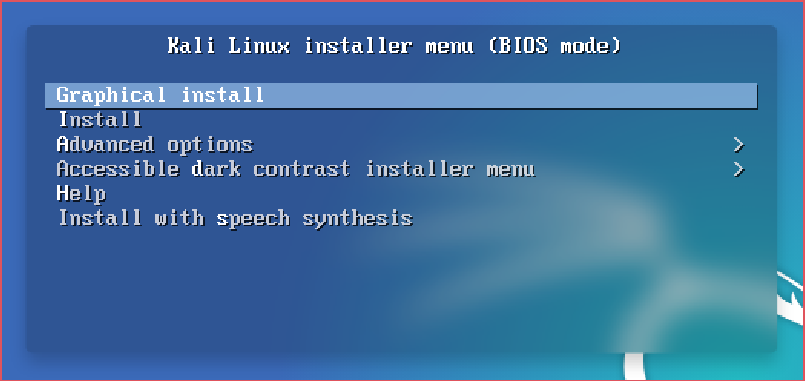 Kali Linux installer menu (BIOS mode)
Graphical install
Install
Advanced options >
Accessible dark contrast installer menu >
Help
Install with speech synthesis